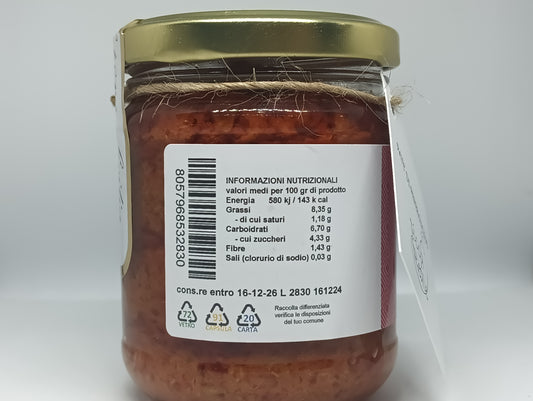 8057968532830
INFORMAZIONI NUTRIZIONALI
valori medi per 100 gr di prodotto
Energia 580 kj / 143 k cal
Grassi 8,35 g
- di cui saturi 1,18 g
Carboidrati 6,70 g
- cui zuccheri 4,33 g
Fibre 1,43 g
Sali (clorurio di sodio) 0,03 g
cons.re entro 16-12-26 L 2830 161224
72
VETRO
91
CAPSULA
20
CARTA
Raccolta differenziata
verifica le disposizioni
del tuo comune